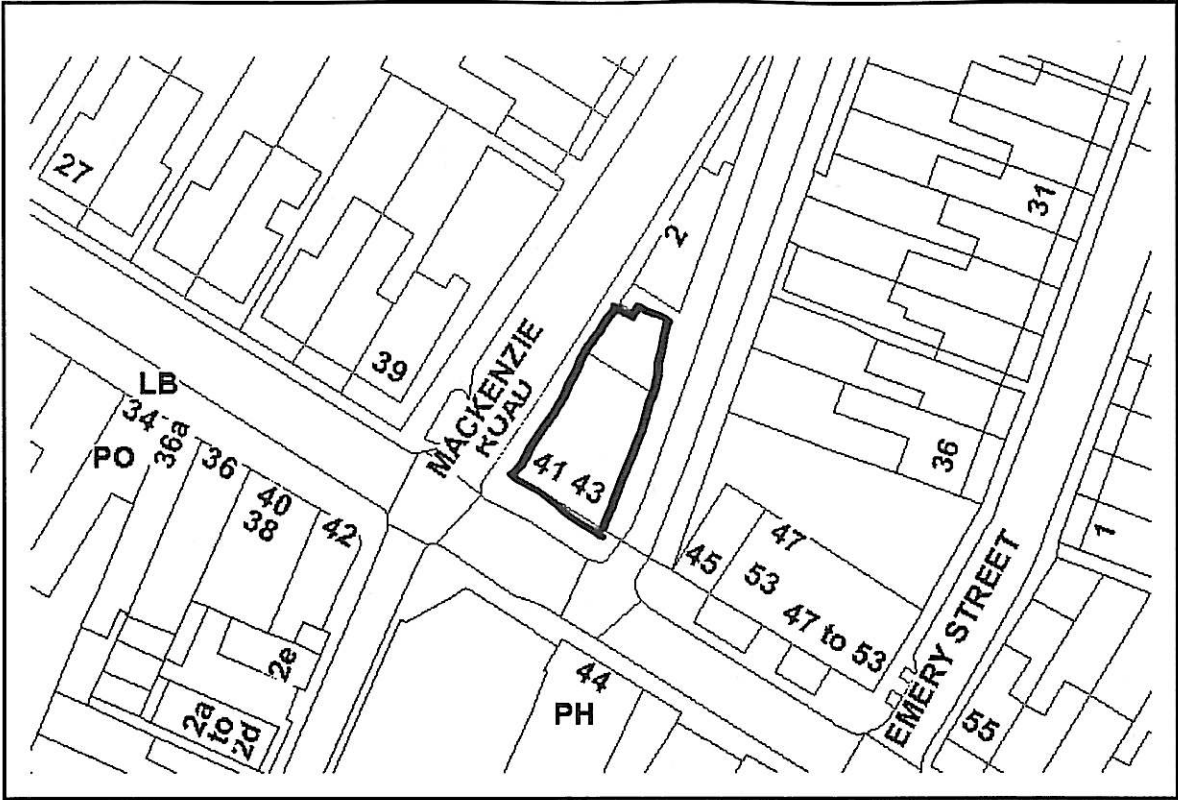 27
31
2
39
MACKENZIE
ROAD
LB
34
36a
PO
36
40
38
42
41 43
36
45
47
53
47 to 53
1
2e
2a
to
2d
44
PH
EMERY STREET
55